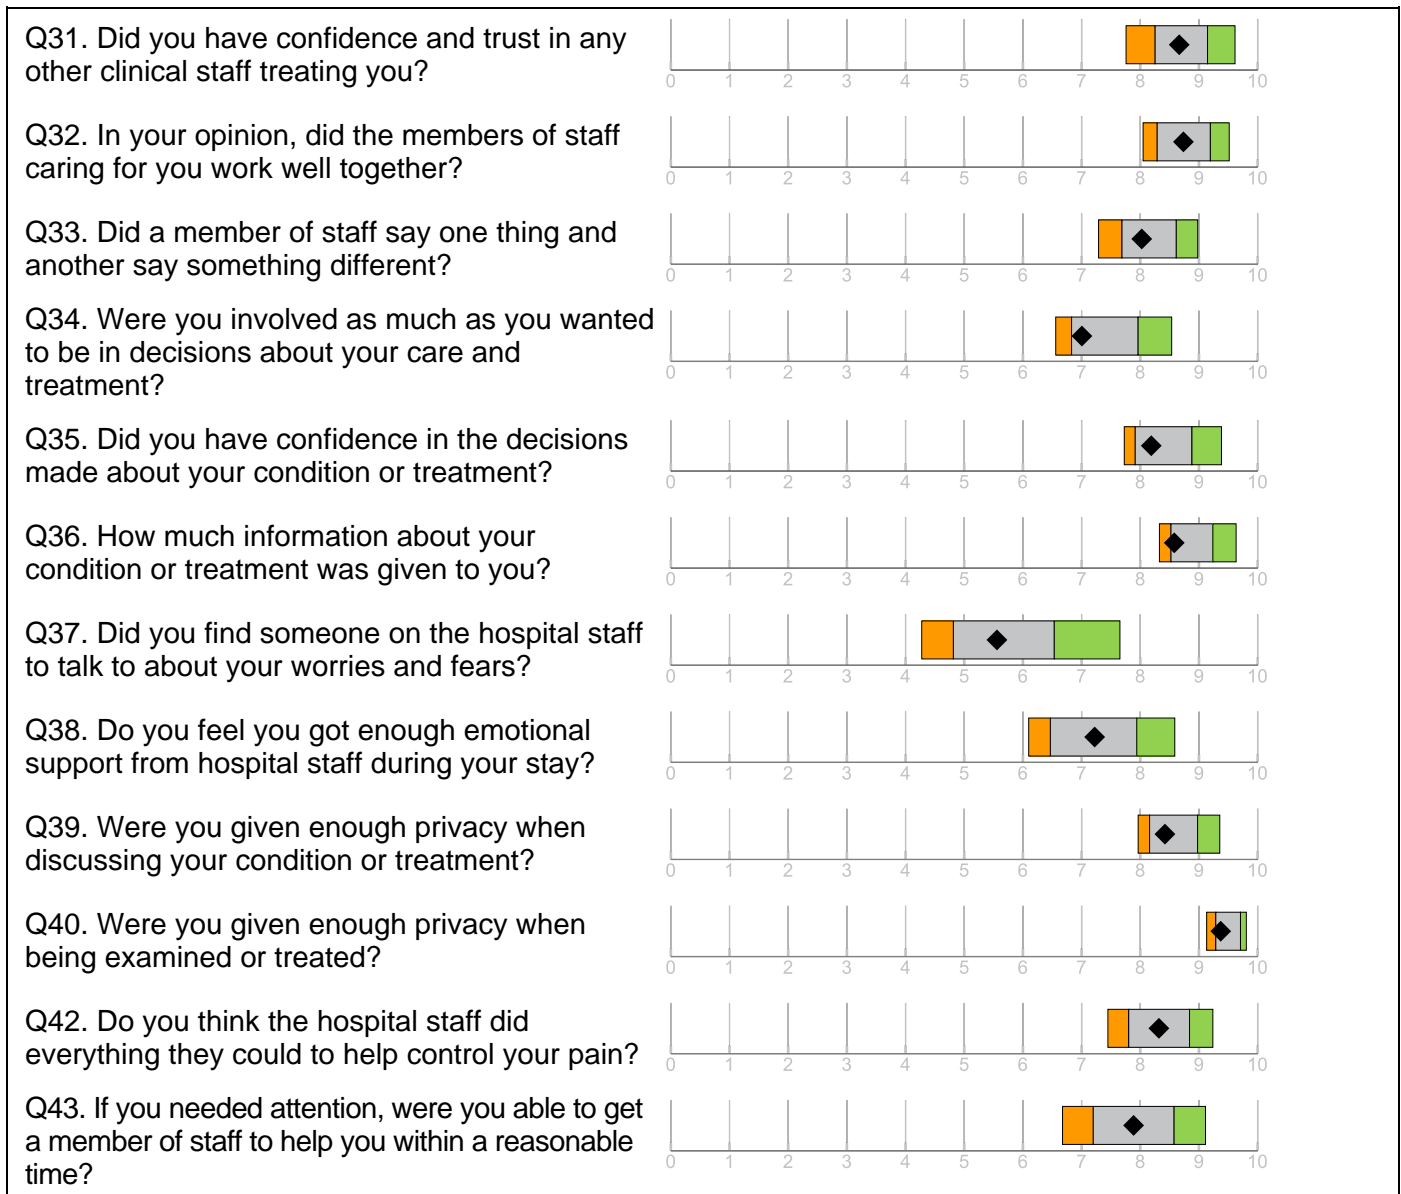 Q31. Did you have confidence and trust in any
other clinical staff treating you?
0 1 2 3 4 5 6 7 8 9 10
Q32. In your opinion, did the members of staff
caring for you work well together?
0 1 2 3 4 5 6 7 8 9 10
Q33. Did a member of staff say one thing and
another say something different?
0 1 2 3 4 5 6 7 8 9 10
Q34. Were you involved as much as you wanted
to be in decisions about your care and
treatment?
0 1 2 3 4 5 6 7 8 9 10
Q35. Did you have confidence in the decisions
made about your condition or treatment?
0 1 2 3 4 5 6 7 8 9 10
Q36. How much information about your
condition or treatment was given to you?
0 1 2 3 4 5 6 7 8 9 10
Q37. Did you find someone on the hospital staff
to talk to about your worries and fears?
0 1 2 3 4 5 6 7 8 9 10
Q38. Do you feel you got enough emotional
support from hospital staff during your stay?
0 1 2 3 4 5 6 7 8 9 10
Q39. Were you given enough privacy when
discussing your condition or treatment?
0 1 2 3 4 5 6 7 8 9 10
Q40. Were you given enough privacy when
being examined or treated?
0 1 2 3 4 5 6 7 8 9 10
Q42. Do you think the hospital staff did
everything they could to help control your pain?
0 1 2 3 4 5 6 7 8 9 10
Q43. If you needed attention, were you able to get
a member of staff to help you within a reasonable
time?
0 1 2 3 4 5 6 7 8 9 10